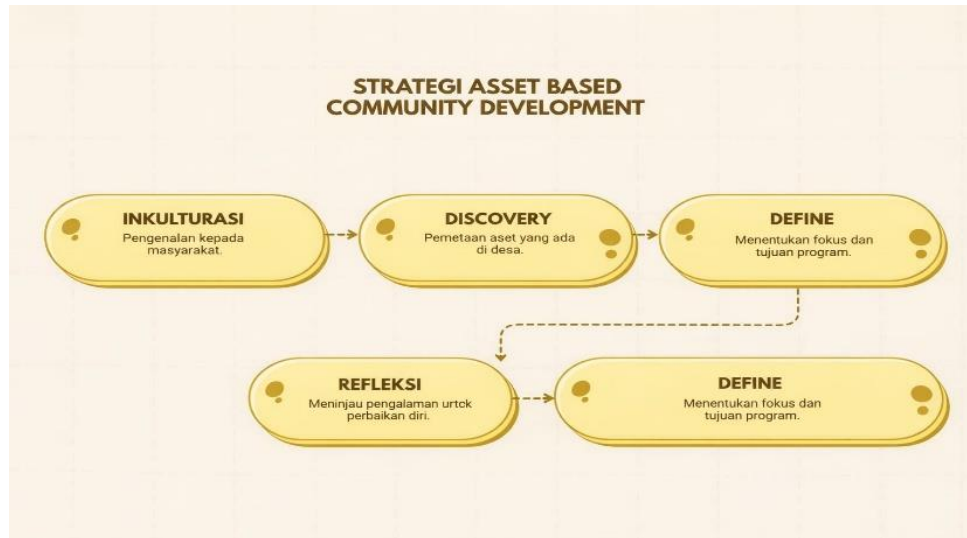 STRATEGI ASSET BASED
COMMUNITY DEVELOPMENT
INKULTURASI
Pengenalan kepada
masyarakat.
DISCOVERY
Pemetaan aset yang ada
di desa.
DEFINE
Menentukan fokus dan
tujuan program.
REFLEKSI
Meninjau pengalaman urtck
perbaikan diri.
DEFINE
Menentukan fokus dan
tujuan program.